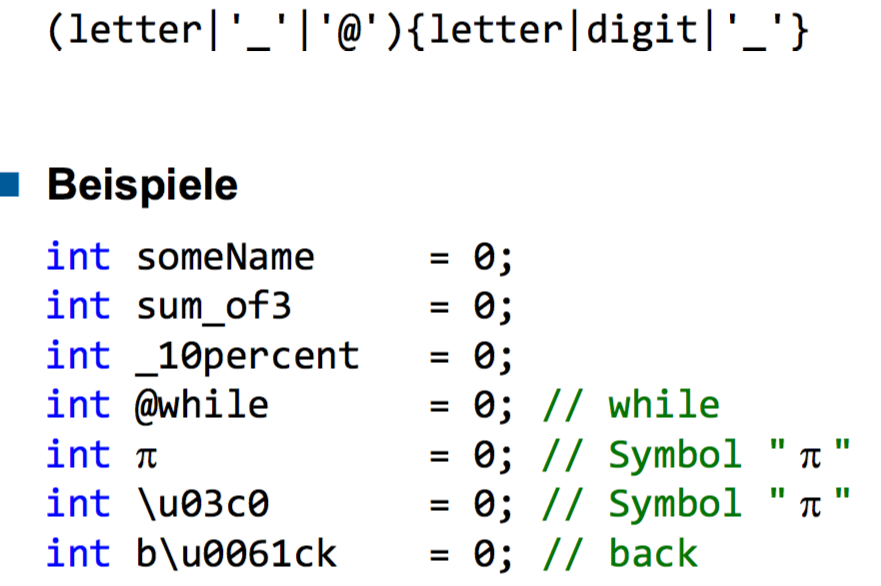 (letter|'_'|'@'){letter|digit|'_'}
Beispiele
int someName = 0;
int sum_of3 = 0;
int _10percent = 0;
int @while = 0; // while
int π = 0; // Symbol "π"
int \u03c0 = 0; // Symbol "π"
int b\u0061ck = 0; // back